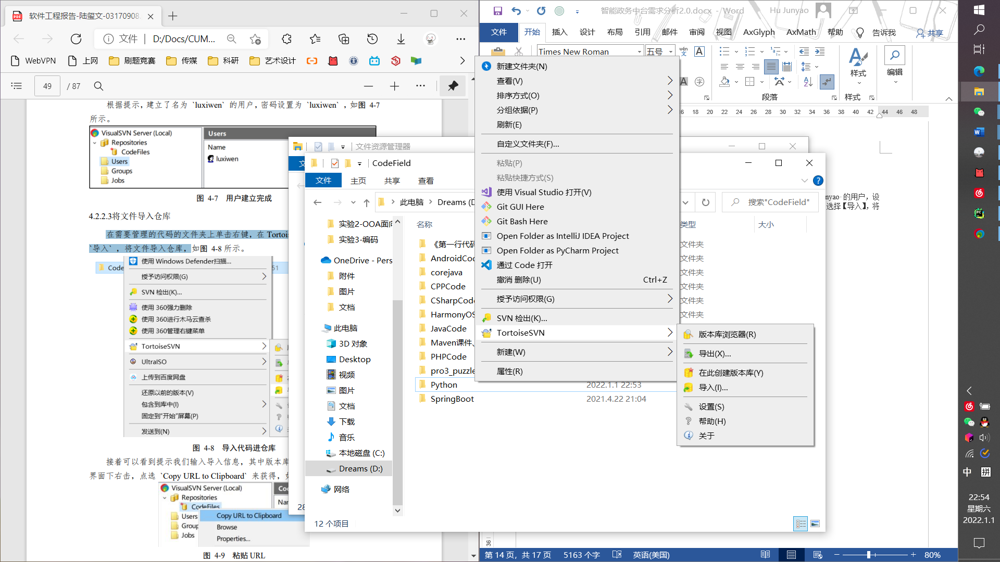 软件工程报告-陆玺文-03170908.
文件
D:/Docs/CUM...
WebVPN
上网
刷题竞赛
传媒
科研
艺术设计
49
/ 87
根据提示，建立了名为 `luxiwen` 的用户，密码设置为 `luxiwen` ，如图 4-7
所示。
VisualSVN Server (Local)
Repositories
CodeFiles
Users
Groups
Jobs
Users
Name
luxiwen
图 4-7 用户建立完成
4.2.2.3将文件导入仓库
在需要管理的代码的文件夹上单击右键，在 Tortois
`导入` ，将文件导入仓库，如图 4-8 所示。
Code
51
使用 Windows Defender扫描...
授予访问权限(G)
SVN 检出(K)...
使用 360强力删除
使用 360进行木马云查杀
使用 360管理右键菜单
TortoiseSVN
UltraISO
上传到百度网盘
还原以前的版本(V)
包含到库中(I)
固定到"开始"屏幕(P)
发送到(N)
图 4-8 导入代码进仓库
接着可以看到提示我们输入导入信息，其中版本库
界面下右击，点选 `Copy URL to Clipboard` 来获得，如
VisualSVN Server (Local)
Repositories
CodeFiles
Users
Group
Jobs
Nar
Copy URL to Clipboard
Browse
Properties...
图 4-9 粘贴 URL
智能政务中台需求分析2.0.docx - Word
Hu Junyao
文件
开始
插入
设计
布局
引用
邮件
审阅
视图
AxGlyph
AxMath
帮助
告诉我
共享
Times New Roman
五号
样式
编辑
段落
样式
16 18 20 22 24 26 28 30 32 34 36 38 40 42 44 46 48
nyao 的用户，设
选择【导入】，将
36
第 14 页，共 17 页
5163 个字
英语(美国)
80%
文件资源管理器
28
CodeField
文件
主页
共享
查看
此电脑
Dreams (D
搜索"CodeField"
实验2-OOA面向
实验3-编码
OneDrive - Pers
附件
图片
文档
此电脑
3D 对象
Desktop
视频
图片
文档
下载
音乐
本地磁盘 (C:)
Dreams (D:)
网络
名称
类型
大小
《第一行代码
文件夹
AndroidCod
文件夹
corejava
文件夹
CPPCode
文件夹
CSharpCode
文件夹
HarmonyOS
文件夹
JavaCode
Maven课件、
PHPCode
pro3_puzzle
Python
2022.1.1 22:53
SpringBoot
2021.4.22 21:04
12 个项目
新建文件夹(N)
查看(V)
排序方式(O)
分组依据(P)
刷新(E)
自定义文件夹(F)...
粘贴(P)
粘贴快捷方式(S)
使用 Visual Studio 打开(V)
Git GUI Here
Git Bash Here
Open Folder as IntelliJ IDEA Project
Open Folder as PyCharm Project
通过 Code 打开
撤消 删除(U)
Ctrl+Z
授予访问权限(G)
SVN 检出(K)...
TortoiseSVN
新建(W)
属性(R)
版本库浏览器(R)
导出(X)...
在此创建版本库(Y)
导入(I)...
设置(S)
帮助(H)
关于
中
拼
22:54
星期六
2022.1.1